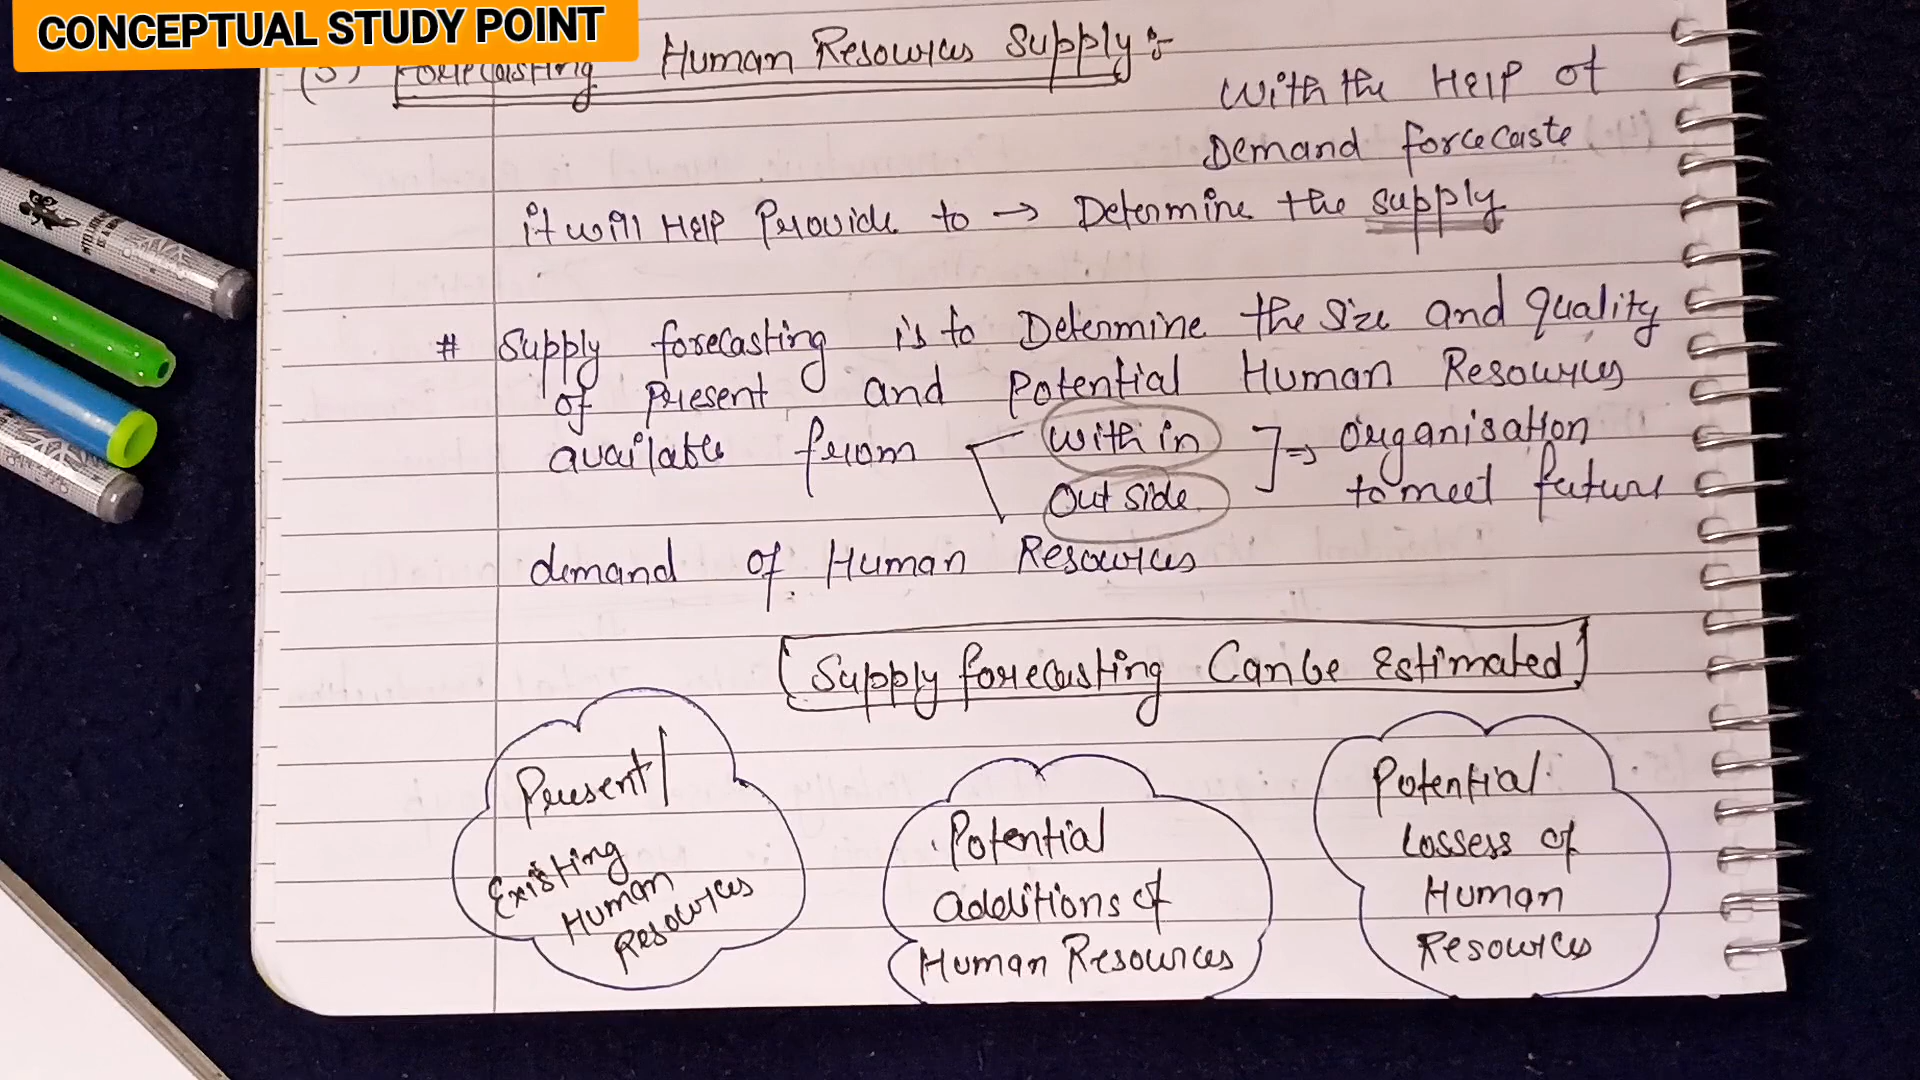 CONCEPTUAL STUDY POINT
Forecasting Human Resources Supply :-
With the Help of
Demand forcecaste
it will Help Provide to → Determine the supply
# Supply forecasting is to Determine the Size and quality
of Present and Potential Human Resources
available from with in ]→ organisation
Out side to meet future
demand of Human Resources
[Supply forecasting Can be Estimated]
Present/
Existing
Human
Resources
Potential
additions of
Human Resources
Potential
Lossess of
Human
Resources